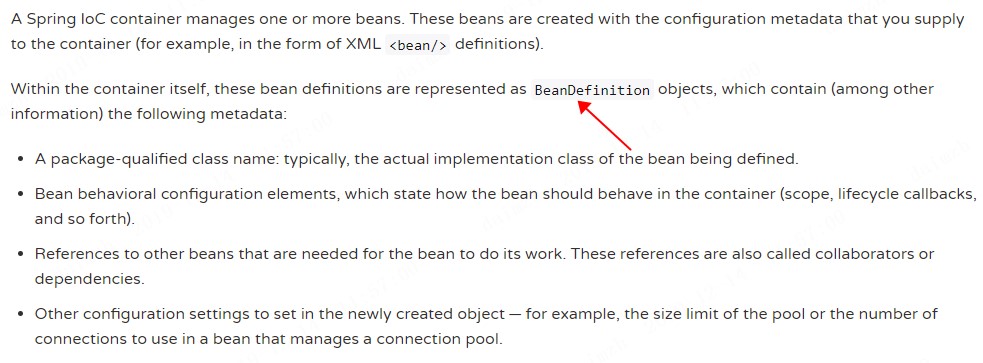 A Spring IoC container manages one or more beans. These beans are created with the configuration metadata that you supply
to the container (for example, in the form of XML <bean/> definitions).
Within the container itself, these bean definitions are represented as BeanDefinition objects, which contain (among other
information) the following metadata:
• A package-qualified class name: typically, the actual implementation class of the bean being defined.
• Bean behavioral configuration elements, which state how the bean should behave in the container (scope, lifecycle callbacks,
and so forth).
• References to other beans that are needed for the bean to do its work. These references are also called collaborators or
dependencies.
• Other configuration settings to set in the newly created object — for example, the size limit of the pool or the number of
connections to use in a bean that manages a connection pool.